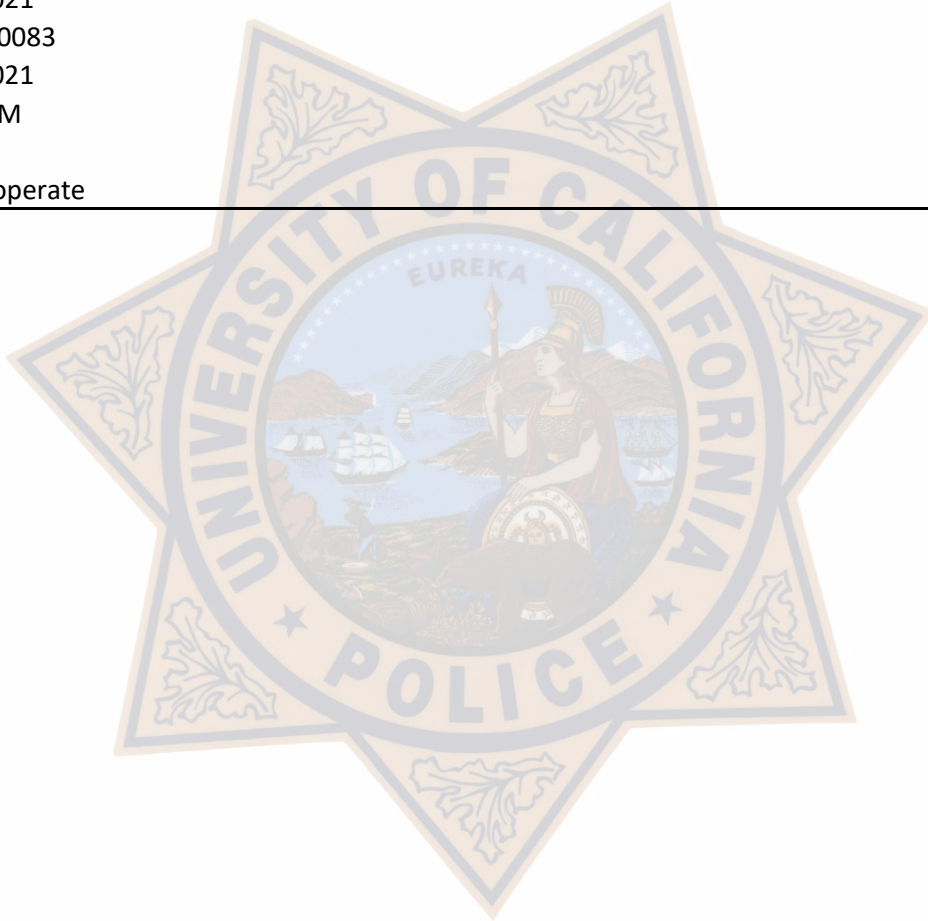 021
0083
021
M
operate
EUREKA
UNIVERSITY OF CALIFORNIA
POLICE